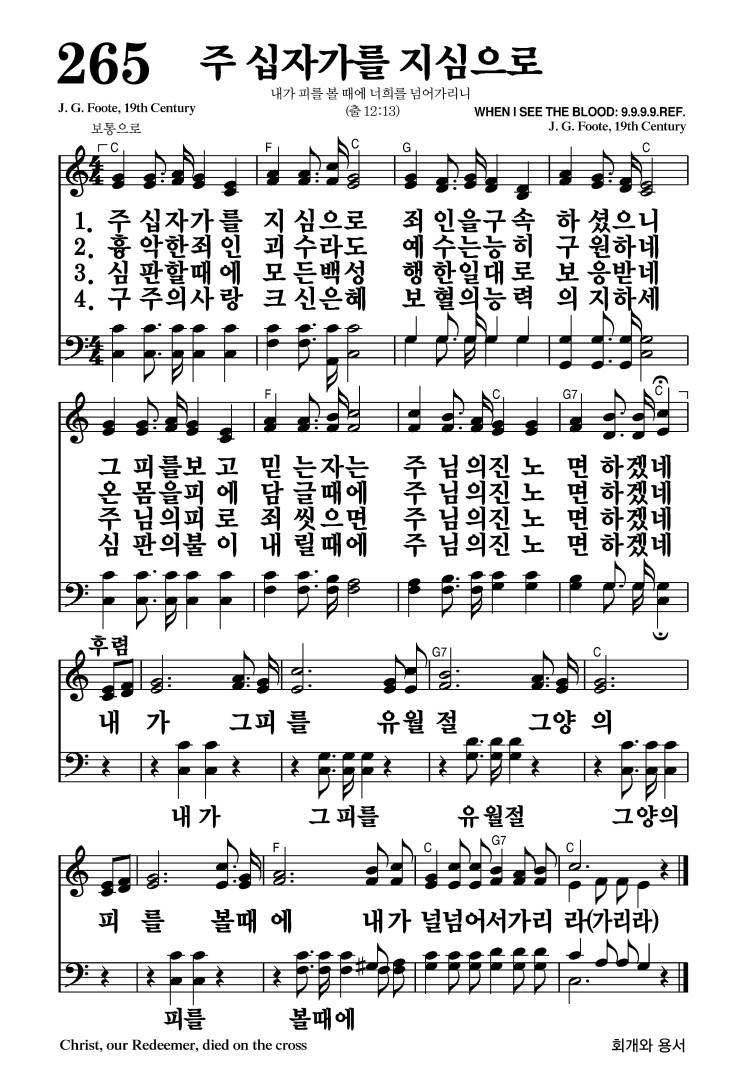 265 주 십자가를 지심으로
내가 피를 볼 때에 너희를 넘어가리니
J. G. Foote, 19th Century (출 12:13) WHEN I SEE THE BLOOD: 9.9.9.9.REF.
보통으로 J. G. Foote, 19th Century
C F C G C
1. 주 십자가를 지심으로 죄인을구속 하셨으니
2. 흉악한죄인 괴수라도 예수는능히 구원하네
3. 심판할때에 모든백성 행한일대로 보응받네
4. 구주의사랑 크신은혜 보혈의능력 의지하세
F C G7 C
그 피를보고 믿는자는 주님의진노 면하겠네
온 몸을피에 담글때에 주님의진노 면하겠네
주님의피로 죄씻으면 주님의진노 면하겠네
심판의불이 내릴때에 주님의진노 면하겠네
후렴
G7 C
내 가 그피 를 유월 절 그양 의
내가 그피를 유월절 그양의
F C G7 C
피 를 볼때 에 내가 널넘어서가리 라(가리라)
피를 볼때에
Christ, our Redeemer, died on the cross 회개와 용서